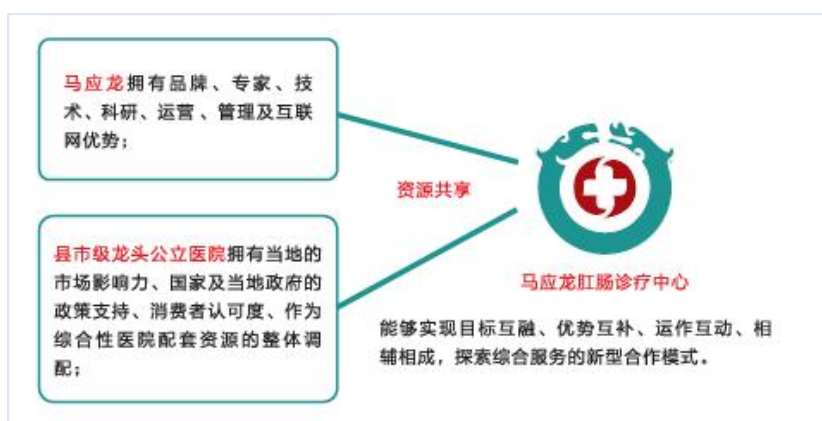 马应龙拥有品牌、专家、技
术、科研、运营、管理及互联
网优势；
资源共享
县市级龙头公立医院拥有当地的
市场影响力、国家及当地政府的
政策支持、消费者认可度、作为
综合性医院配套资源的整体调
配；
马应龙肛肠诊疗中心
能够实现目标互融、优势互补、运作互动、相
辅相成，探索综合服务的新型合作模式。